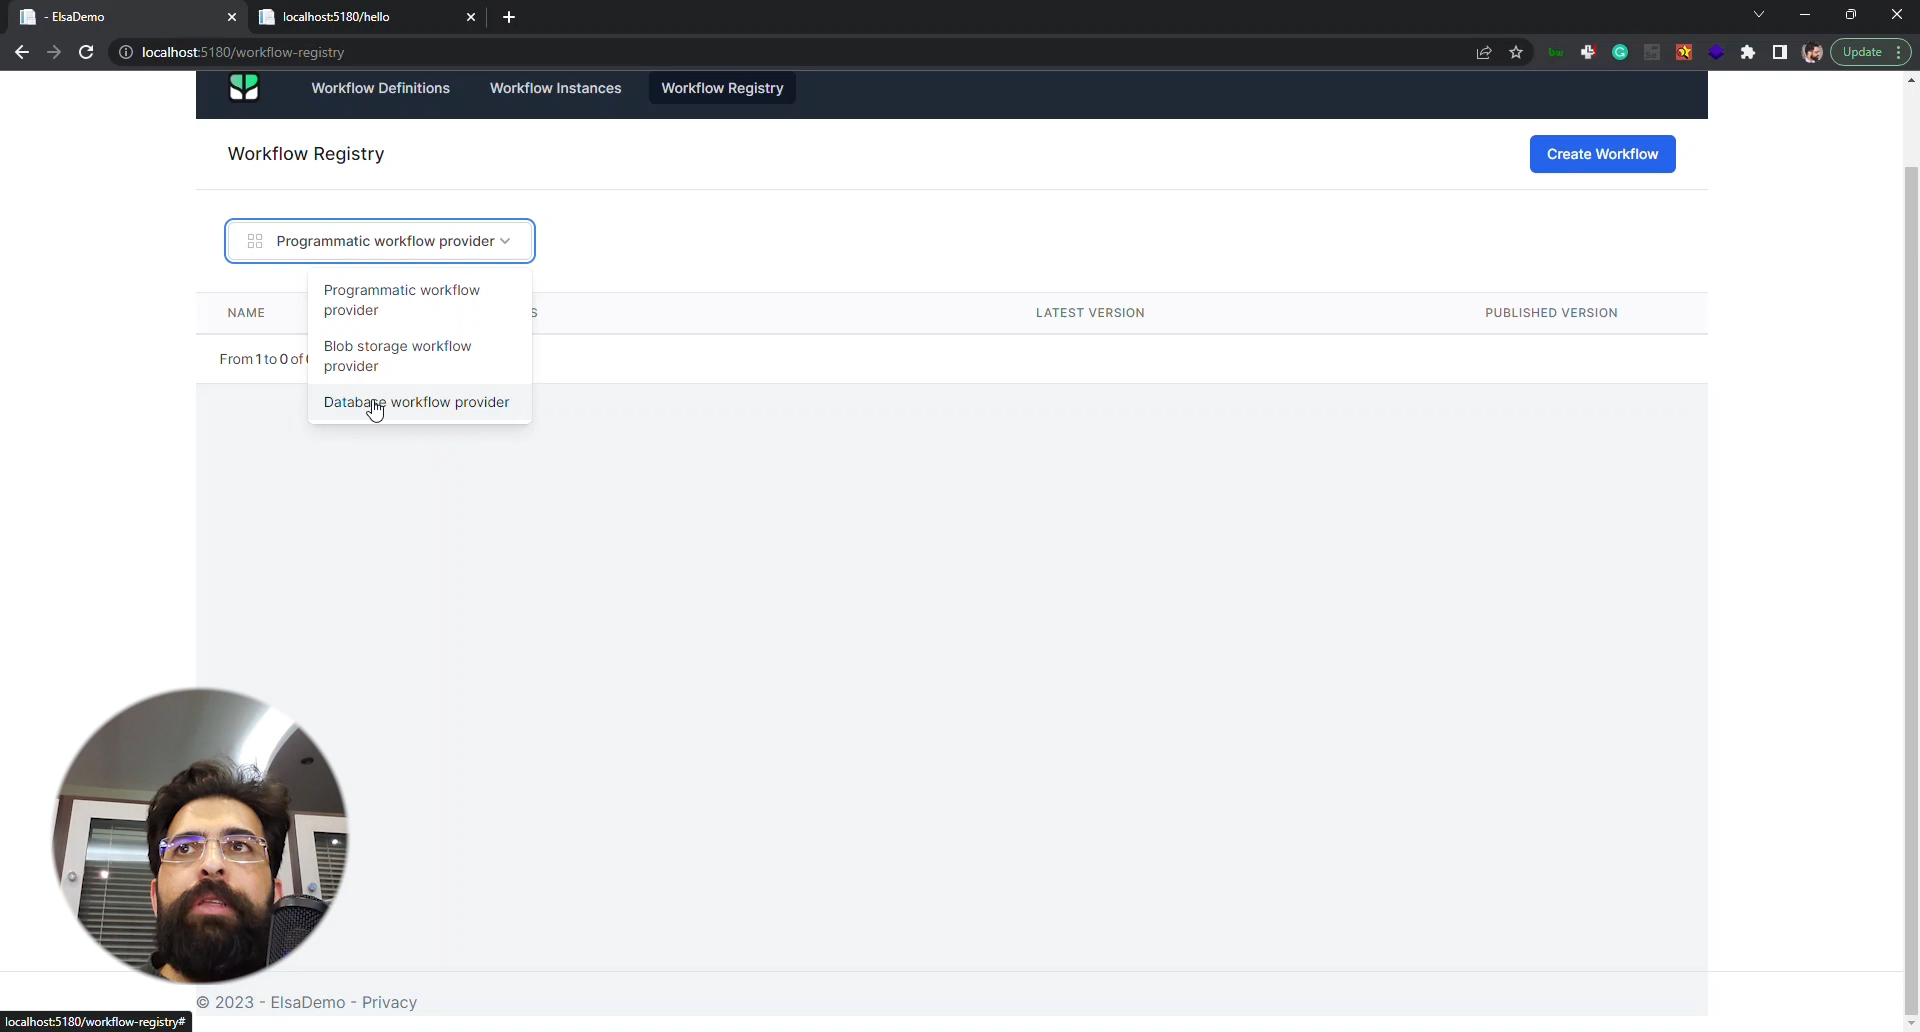 - ElsaDemo
localhost:5180/hello
localhost:5180/workflow-registry
bw
Update
Workflow Definitions
Workflow Instances
Workflow Registry
Workflow Registry
Create Workflow
Programmatic workflow provider
Programmatic workflow
provider
Blob storage workflow
provider
Database workflow provider
NAME
S
LATEST VERSION
PUBLISHED VERSION
From 1 to 0 of
© 2023 - ElsaDemo - Privacy
localhost:5180/workflow-registry#